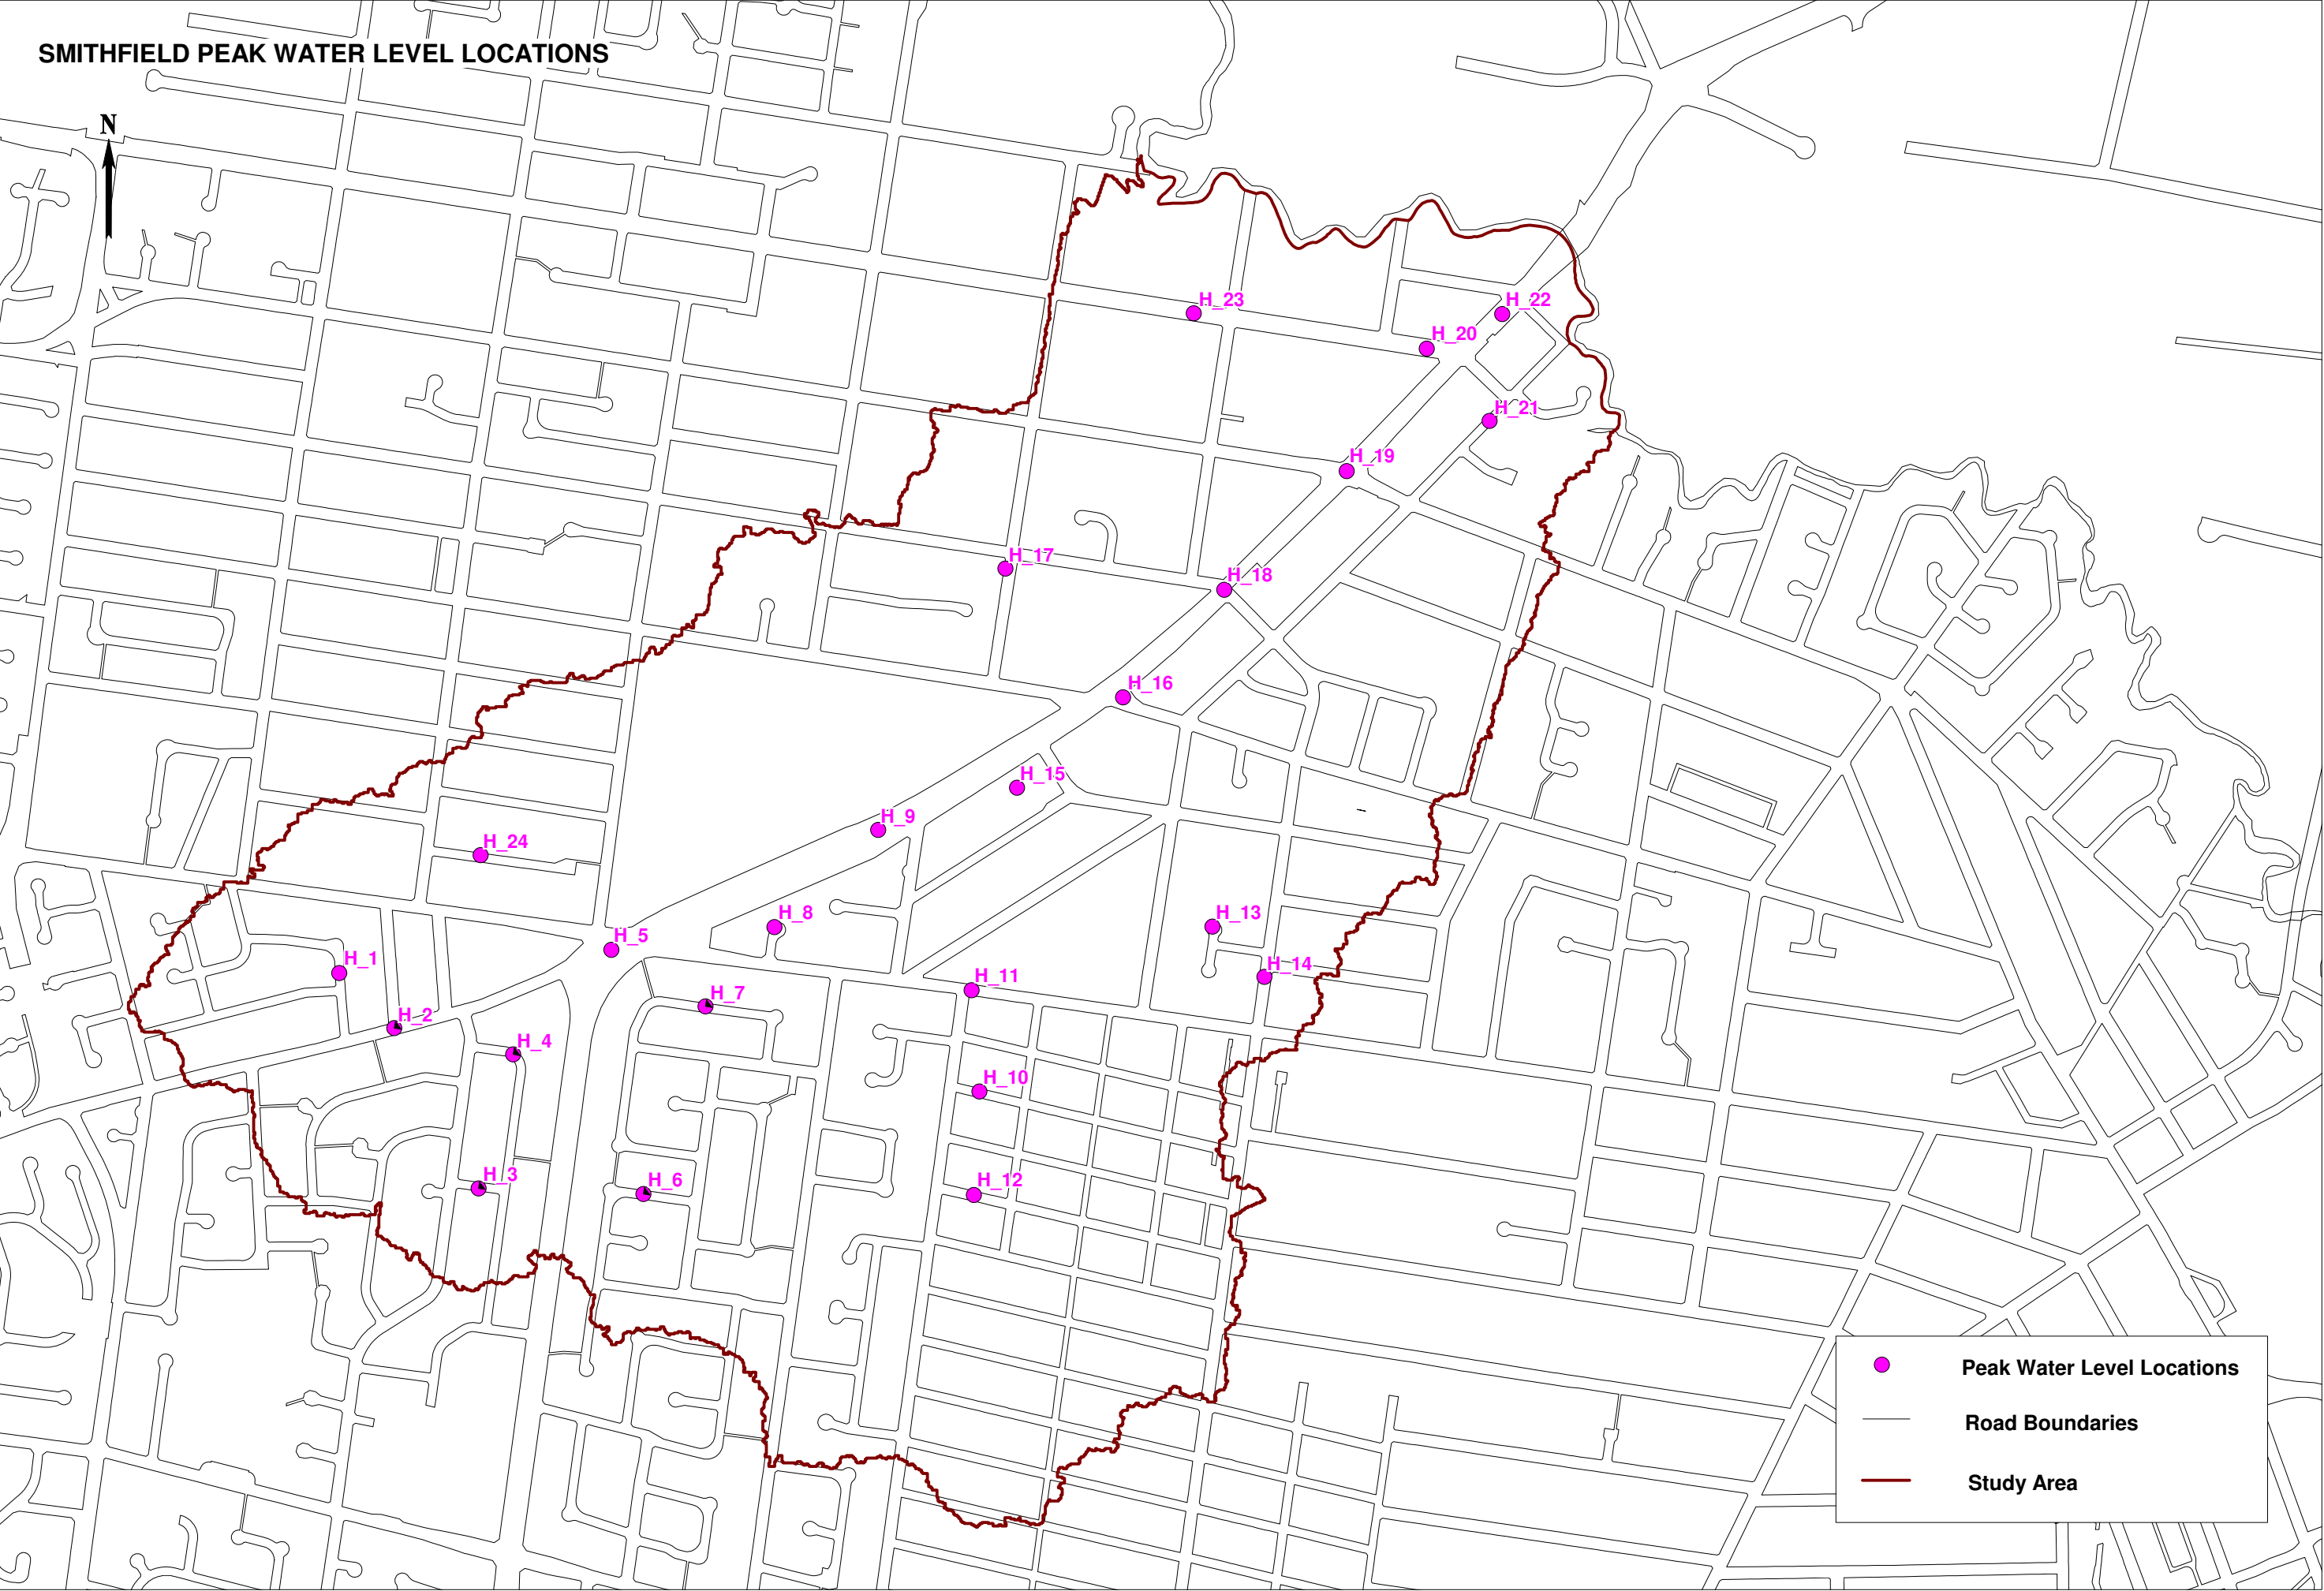 SMITHFIELD PEAK WATER LEVEL LOCATIONS
N
H_23
H_22
H_20
H_21
H_19
H_17
H_18
H_16
H_15
H_9
H_24
H_8
H_13
H_5
H_1
H_14
H_11
H_7
H_2
H_4
H_10
H_3
H_6
H_12
Peak Water Level Locations
Road Boundaries
Study Area